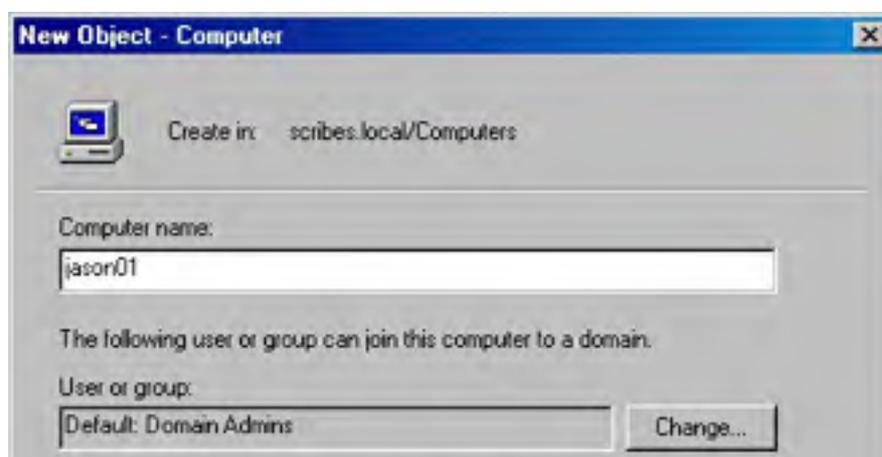 New Object - Computer
Create in: scribes.local/Computers
Computer name:
jason01
The following user or group can join this computer to a domain.
User or group:
Default: Domain Admins
Change...